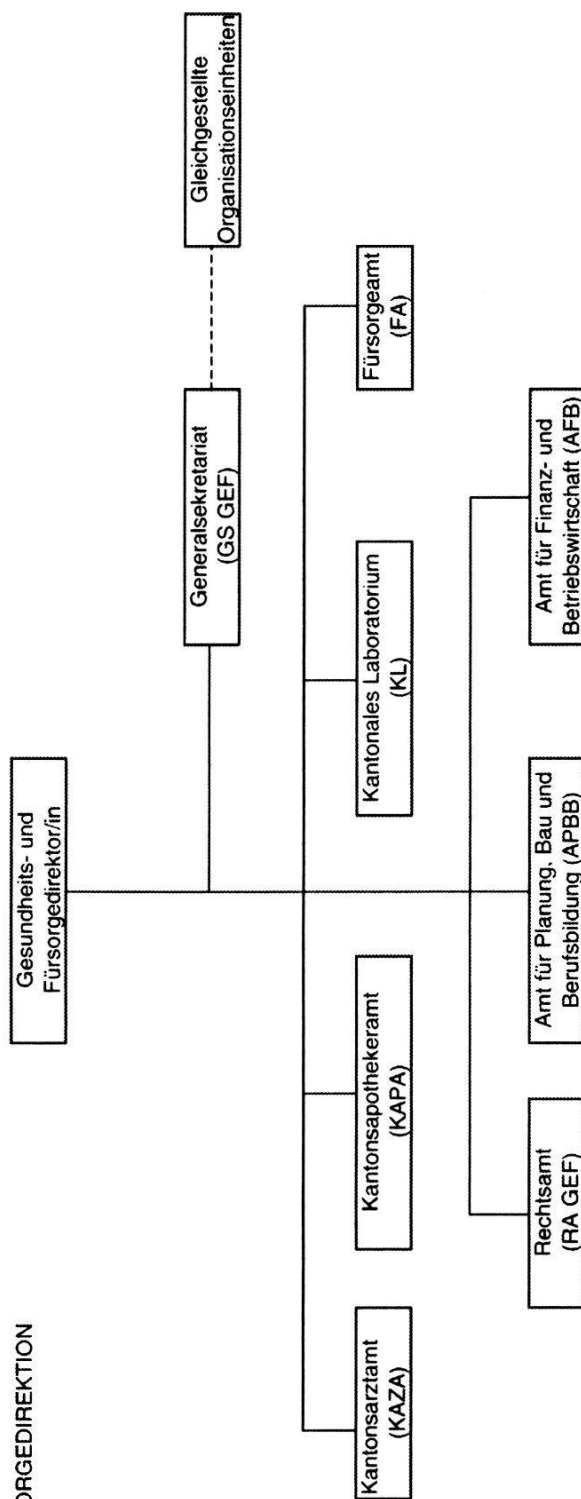 ORGEDIREKTION
Gesundheits- und
Fürsorgedirektor/in
Generalsekretariat
(GS GEF)
Gleichgestellte
Organisationseinheiten
Kantonsarztamt
(KAZA)
Kantonsapothekeramt
(KAPA)
Kantonales Laboratorium
(KL)
Fürsorgeamt
(FA)
Rechtsamt
(RA GEF)
Amt für Planung, Bau und
Berufsbildung (APBB)
Amt für Finanz- und
Betriebswirtschaft (AFB)